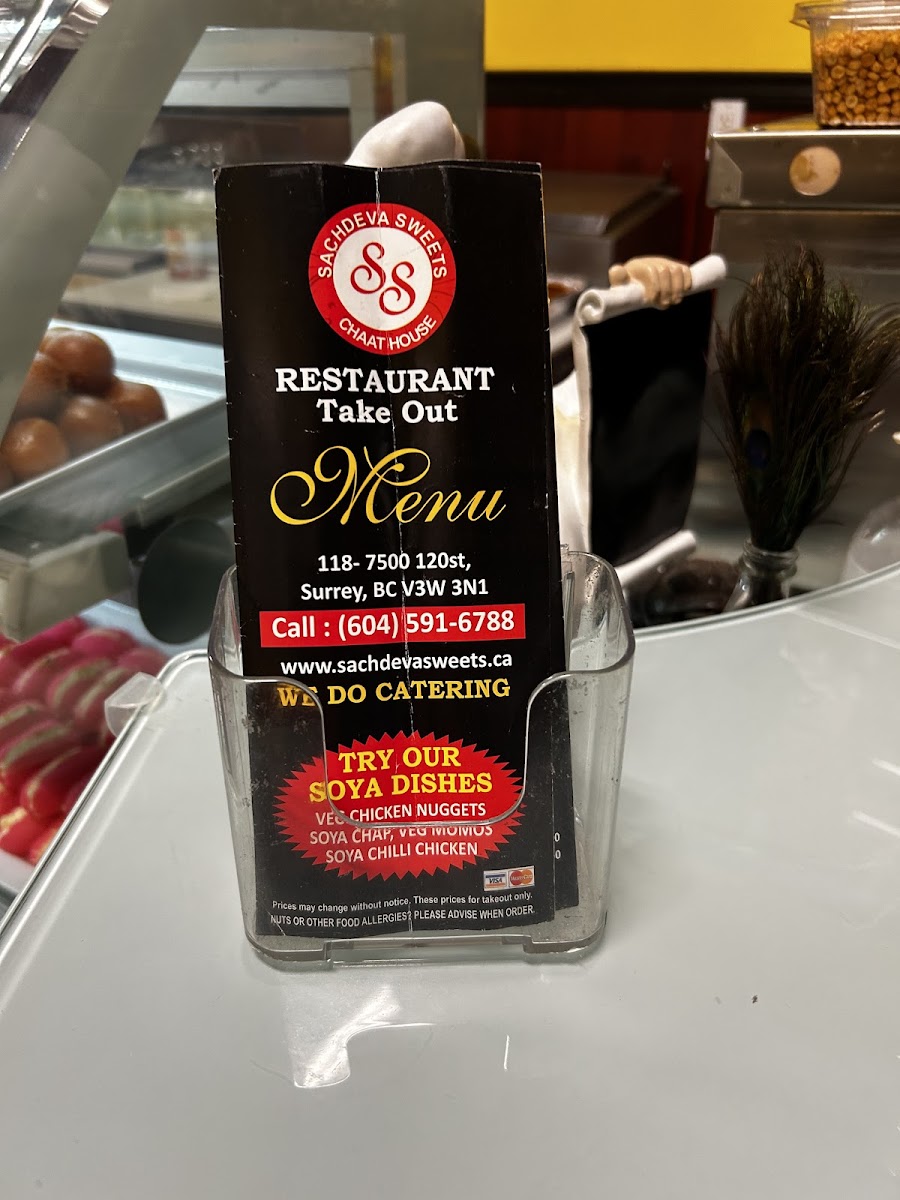 SACHDEVA SWEETS
SS
CHAAT HOUSE
RESTAURANT
Take Out
Menu
118- 7500 120st,
Surrey, BC V3W 3N1
Call : (604) 591-6788
www.sachdevasweets.ca
WE DO CATERING
TRY OUR
SOYA DISHES
VEG CHICKEN NUGGETS
SOYA CHAP, VEG MOMOS
SOYA CHILLI CHICKEN
VISA MasterCard
Prices may change without notice. These prices for takeout only.
NUTS OR OTHER FOOD ALLERGIES? PLEASE ADVISE WHEN ORDER.